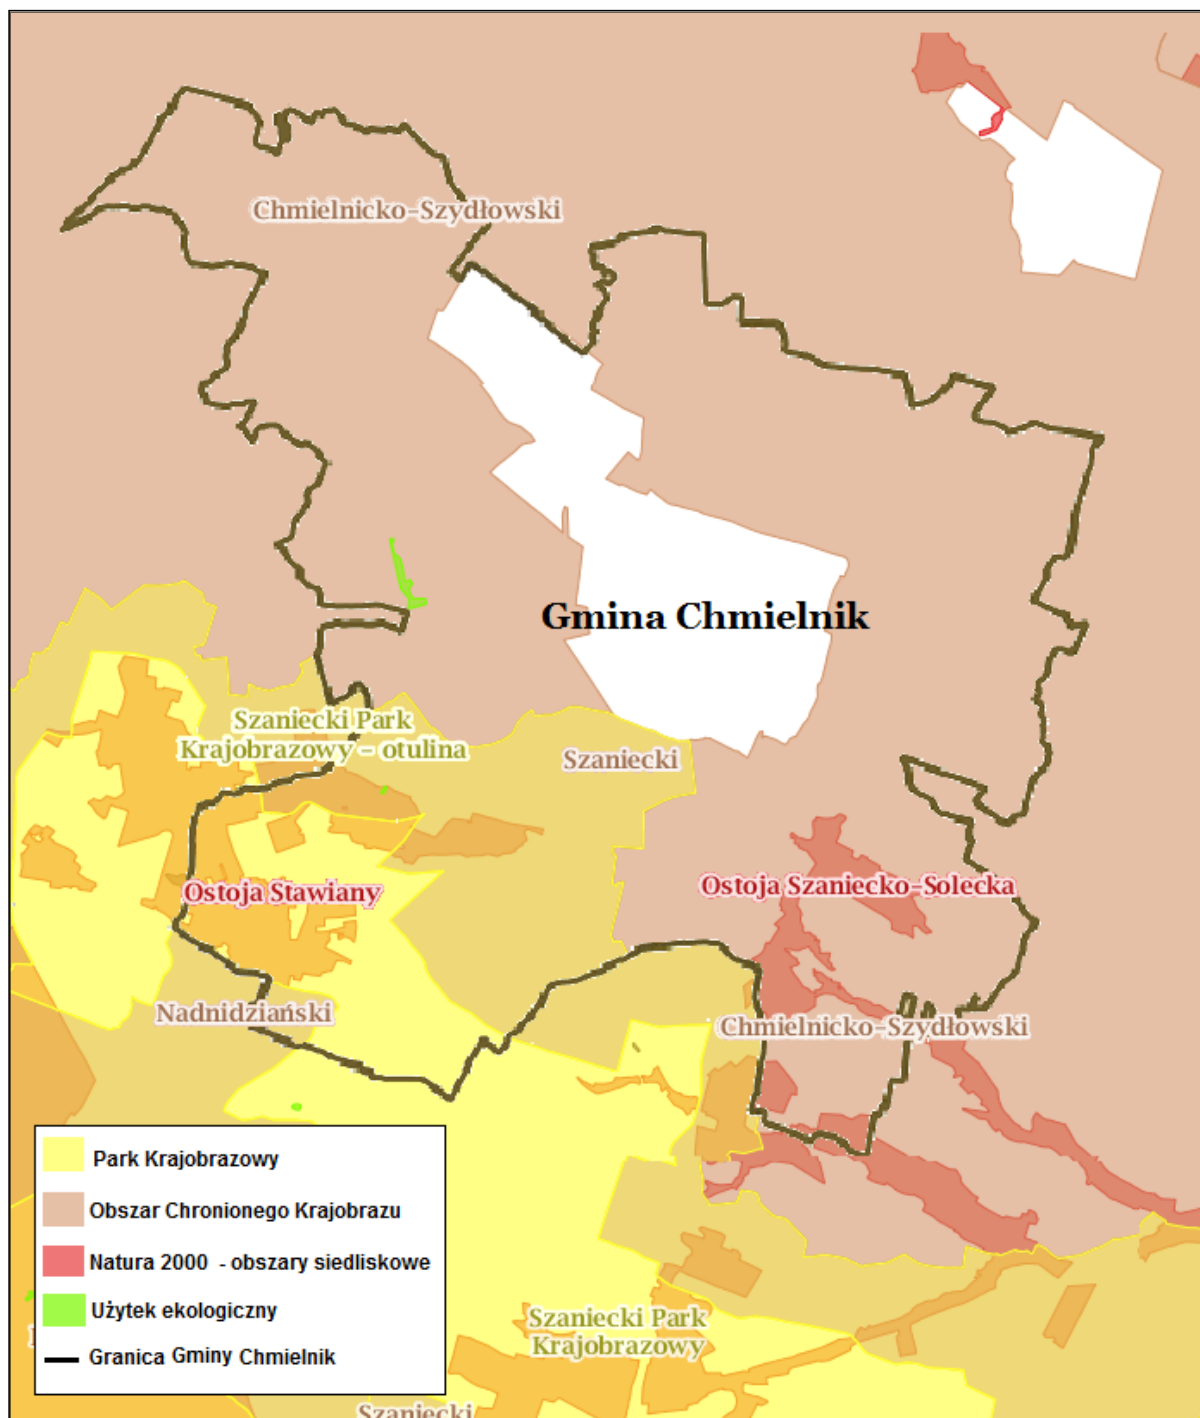 Chmielnicko-Szydłowski
Gmina Chmielnik
Szaniecki Park
Krajobrazowy - otulina
Szaniecki
Ostoja Stawiany
Ostoja Szaniecko-Solecka
Nadnidziański
Chmielnicko-Szydłowski
Park Krajobrazowy
Obszar Chronionego Krajobrazu
Natura 2000 - obszary siedliskowe
Użytek ekologiczny
Granica Gminy Chmielnik
Szaniecki Park
Krajobrazowy
Szaniecki